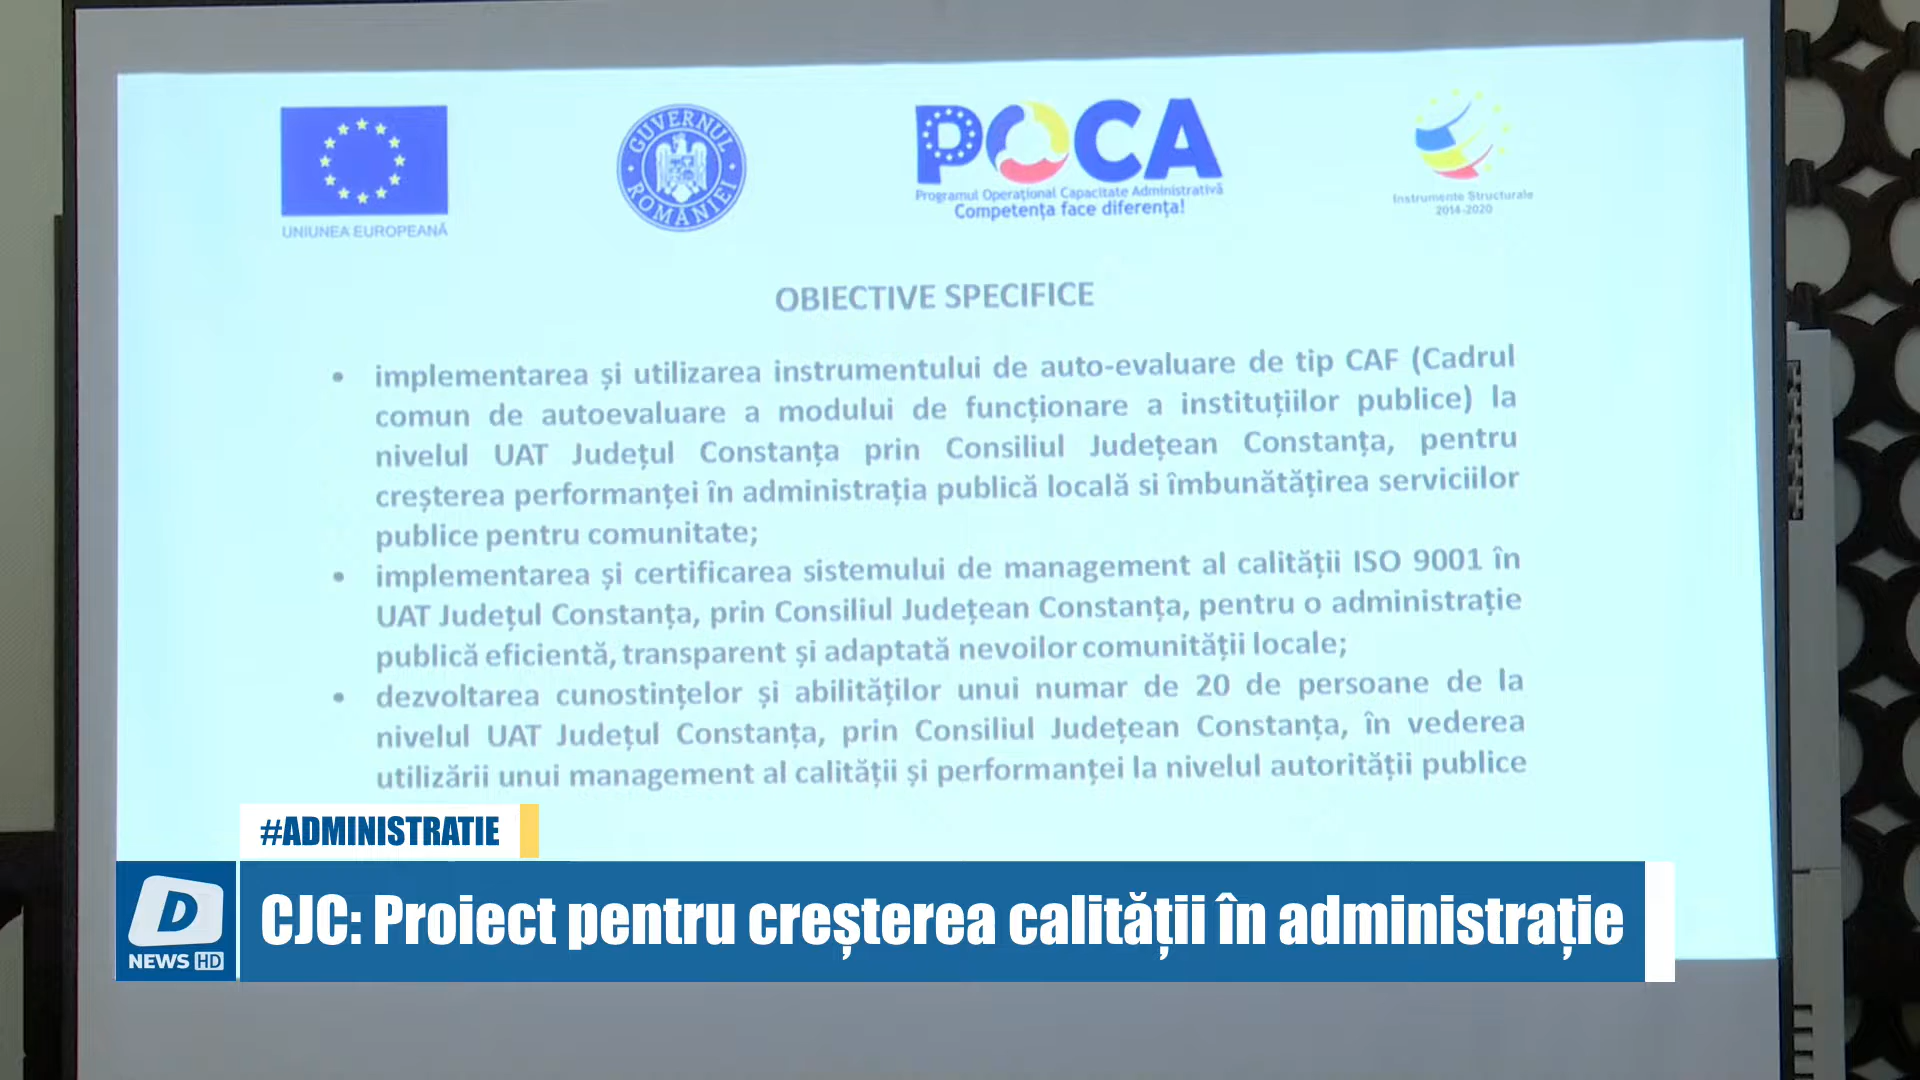 UNIUNEA EUROPEANĂ
GUVERNUL ROMÂNIEI
POCA
Programul Operațional Capacitate Administrativă
Competența face diferența!
Instrumente Structurale
2014-2020
OBIECTIVE SPECIFICE
• implementarea și utilizarea instrumentului de auto-evaluare de tip CAF (Cadrul
comun de autoevaluare a modului de funcționare a instituțiilor publice) la
nivelul UAT Județul Constanța prin Consiliul Județean Constanța, pentru
creșterea performanței în administrația publică locală si îmbunătățirea serviciilor
publice pentru comunitate;
• implementarea și certificarea sistemului de management al calității ISO 9001 în
UAT Județul Constanța, prin Consiliul Județean Constanța, pentru o administrație
publică eficientă, transparent și adaptată nevoilor comunității locale;
• dezvoltarea cunostințelor și abilităților unui numar de 20 de persoane de la
nivelul UAT Județul Constanța, prin Consiliul Județean Constanța, în vederea
utilizării unui management al calității și performanței la nivelul autorității publice
#ADMINISTRATIE
D
NEWS HD
CJC: Proiect pentru creșterea calității în administrație